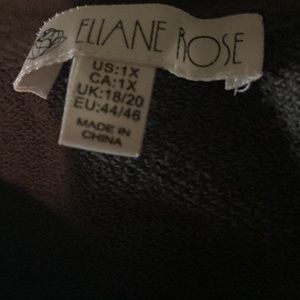 ELIANE ROSE
US:1X
CA:1X
UK:18/20
EU:44/46
MADE IN
CHINA